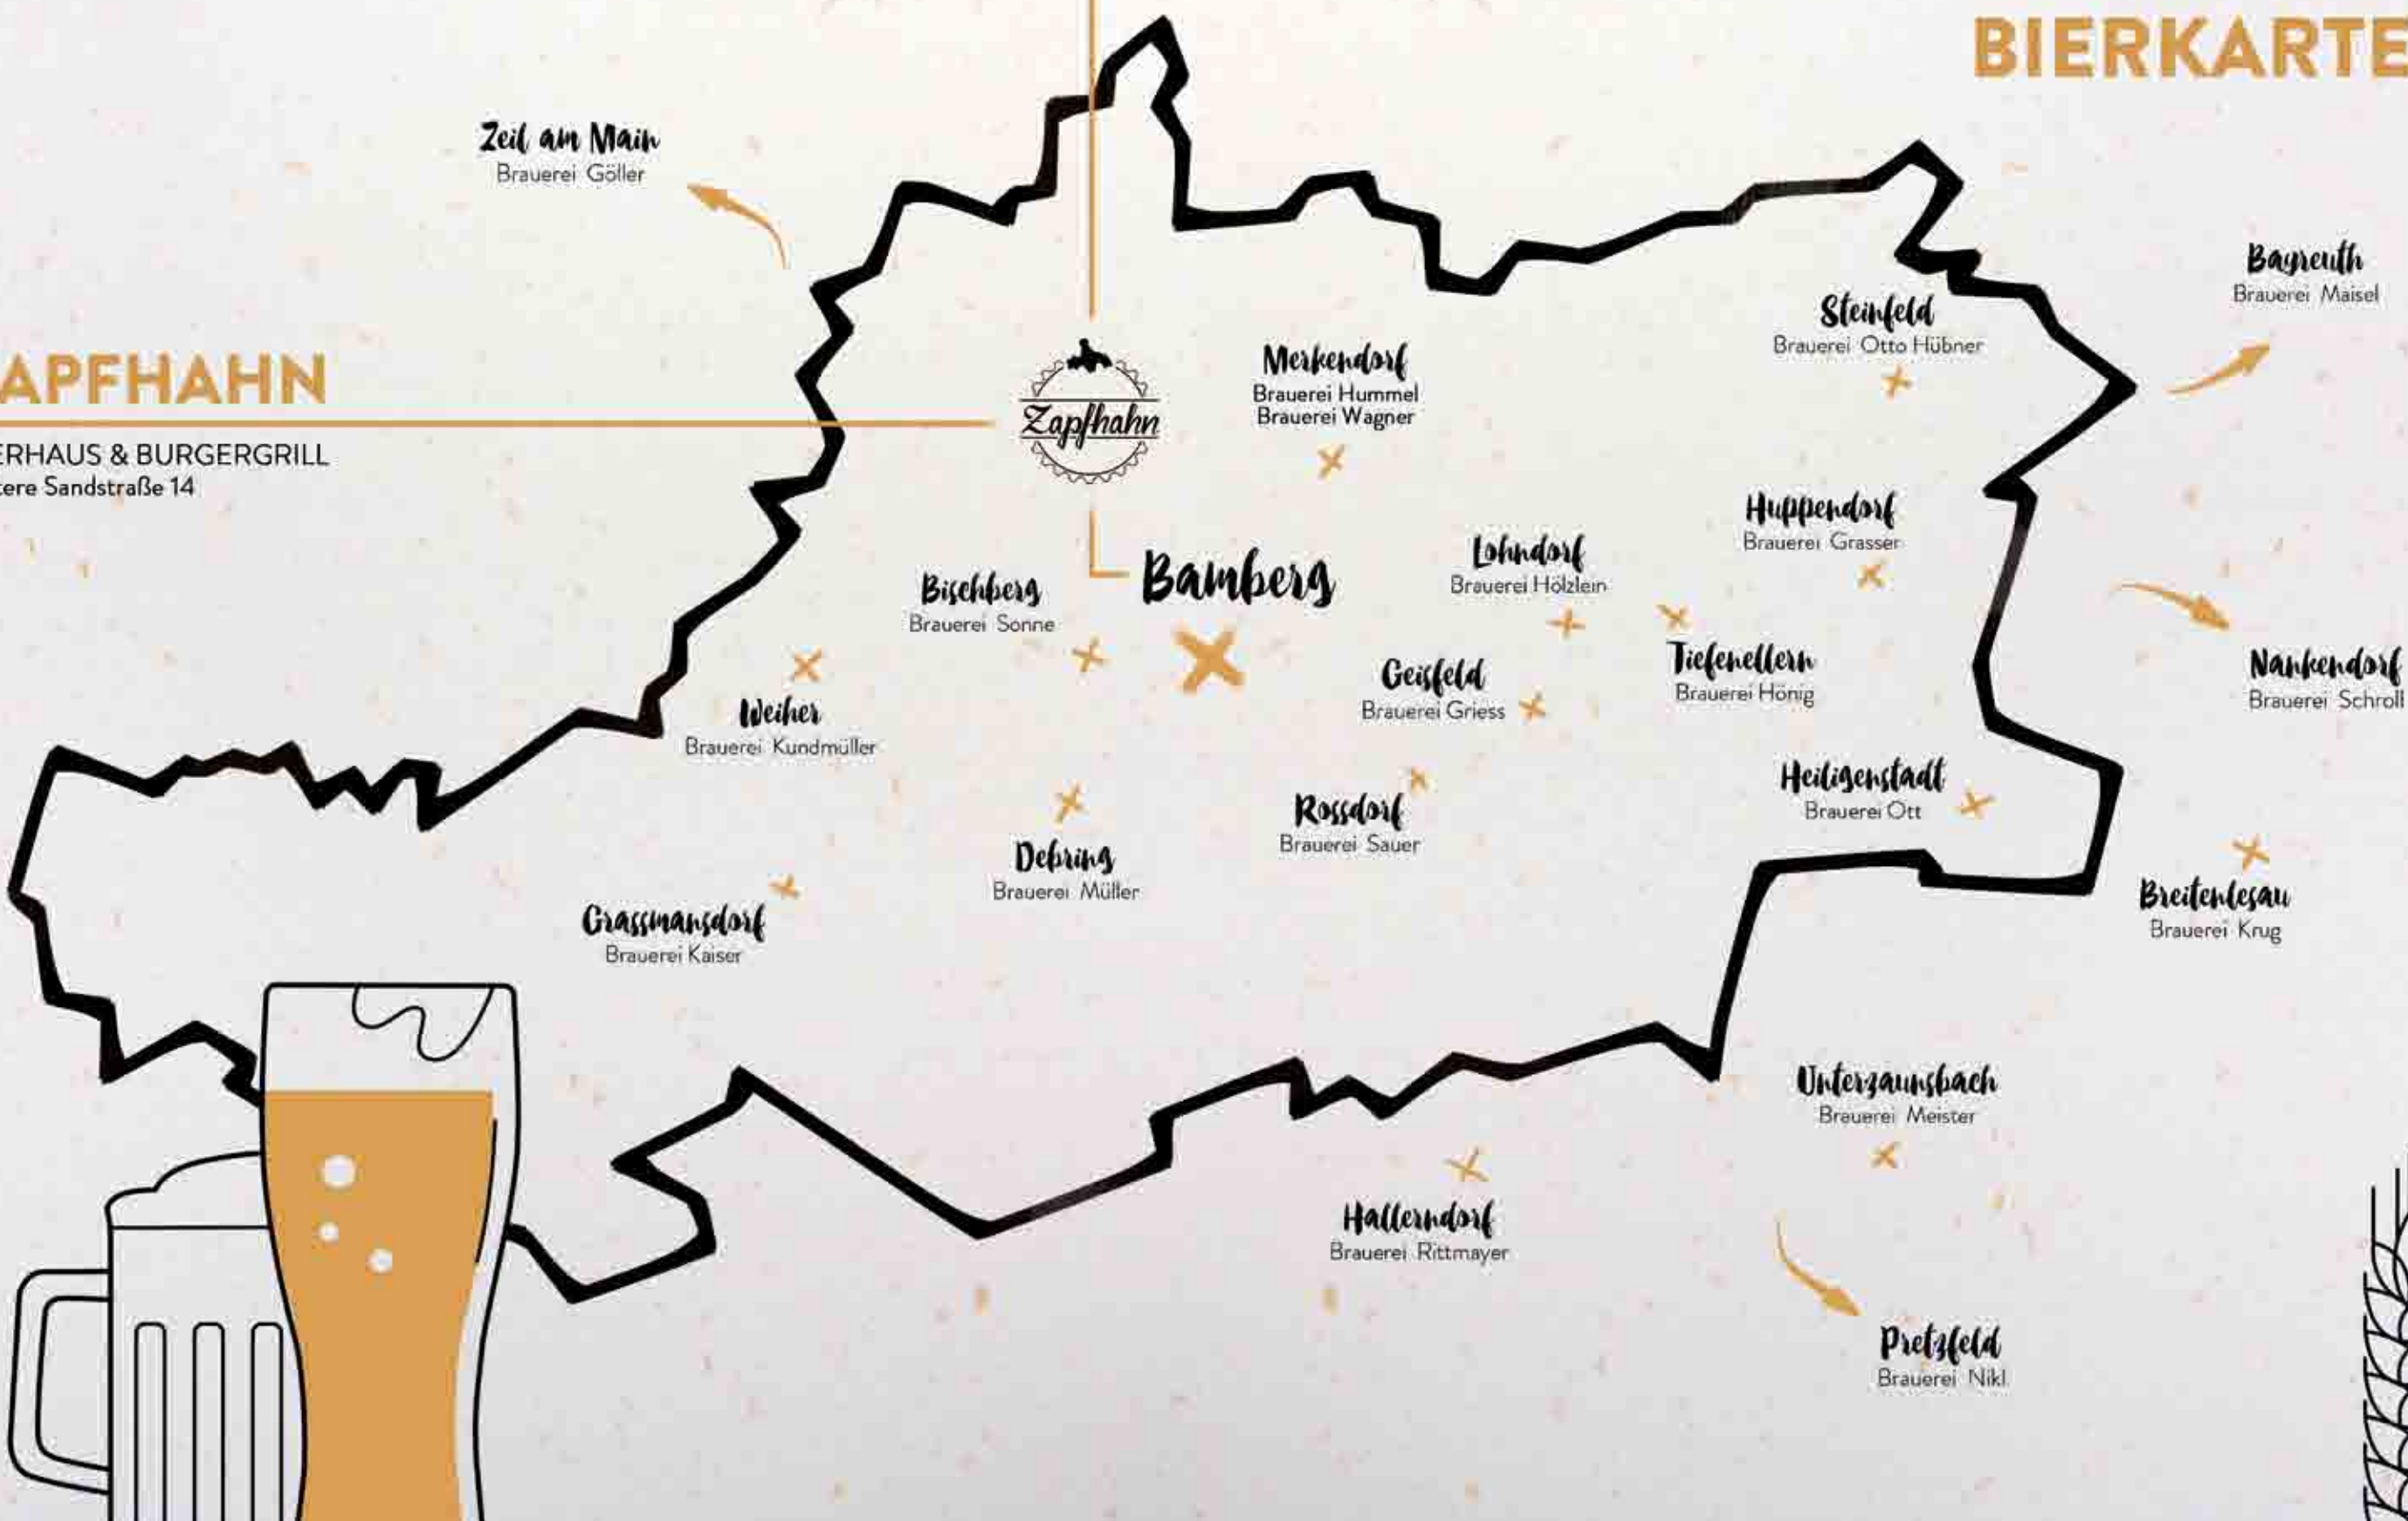 BIERKARTE
Zeil am Main
Brauerei Göller
Bayreuth
Brauerei Maisel
Steinfeld
Brauerei Otto Hübner
APFHAHN
ERHAUS & BURGERGRILL
tere Sandstraße 14
Zapfhahn
Merkendorf
Brauerei Hummel
Brauerei Wagner
Huppendorf
Brauerei Grasser
Lohndorf
Brauerei Hölzlein
Bamberg
Bischberg
Brauerei Sonne
Tiefenellern
Brauerei Hönig
Nankendorf
Brauerei Schroll
Geisfeld
Brauerei Griess
Weiher
Brauerei Kundmüller
Heiligenstadt
Brauerei Ott
Rossdorf
Brauerei Sauer
Debring
Brauerei Müller
Breitenlesau
Brauerei Krug
Grassmansdorf
Brauerei Kaiser
Unterzaunsbach
Brauerei Meister
Hallerndorf
Brauerei Rittmayer
Pretzfeld
Brauerei Nikl